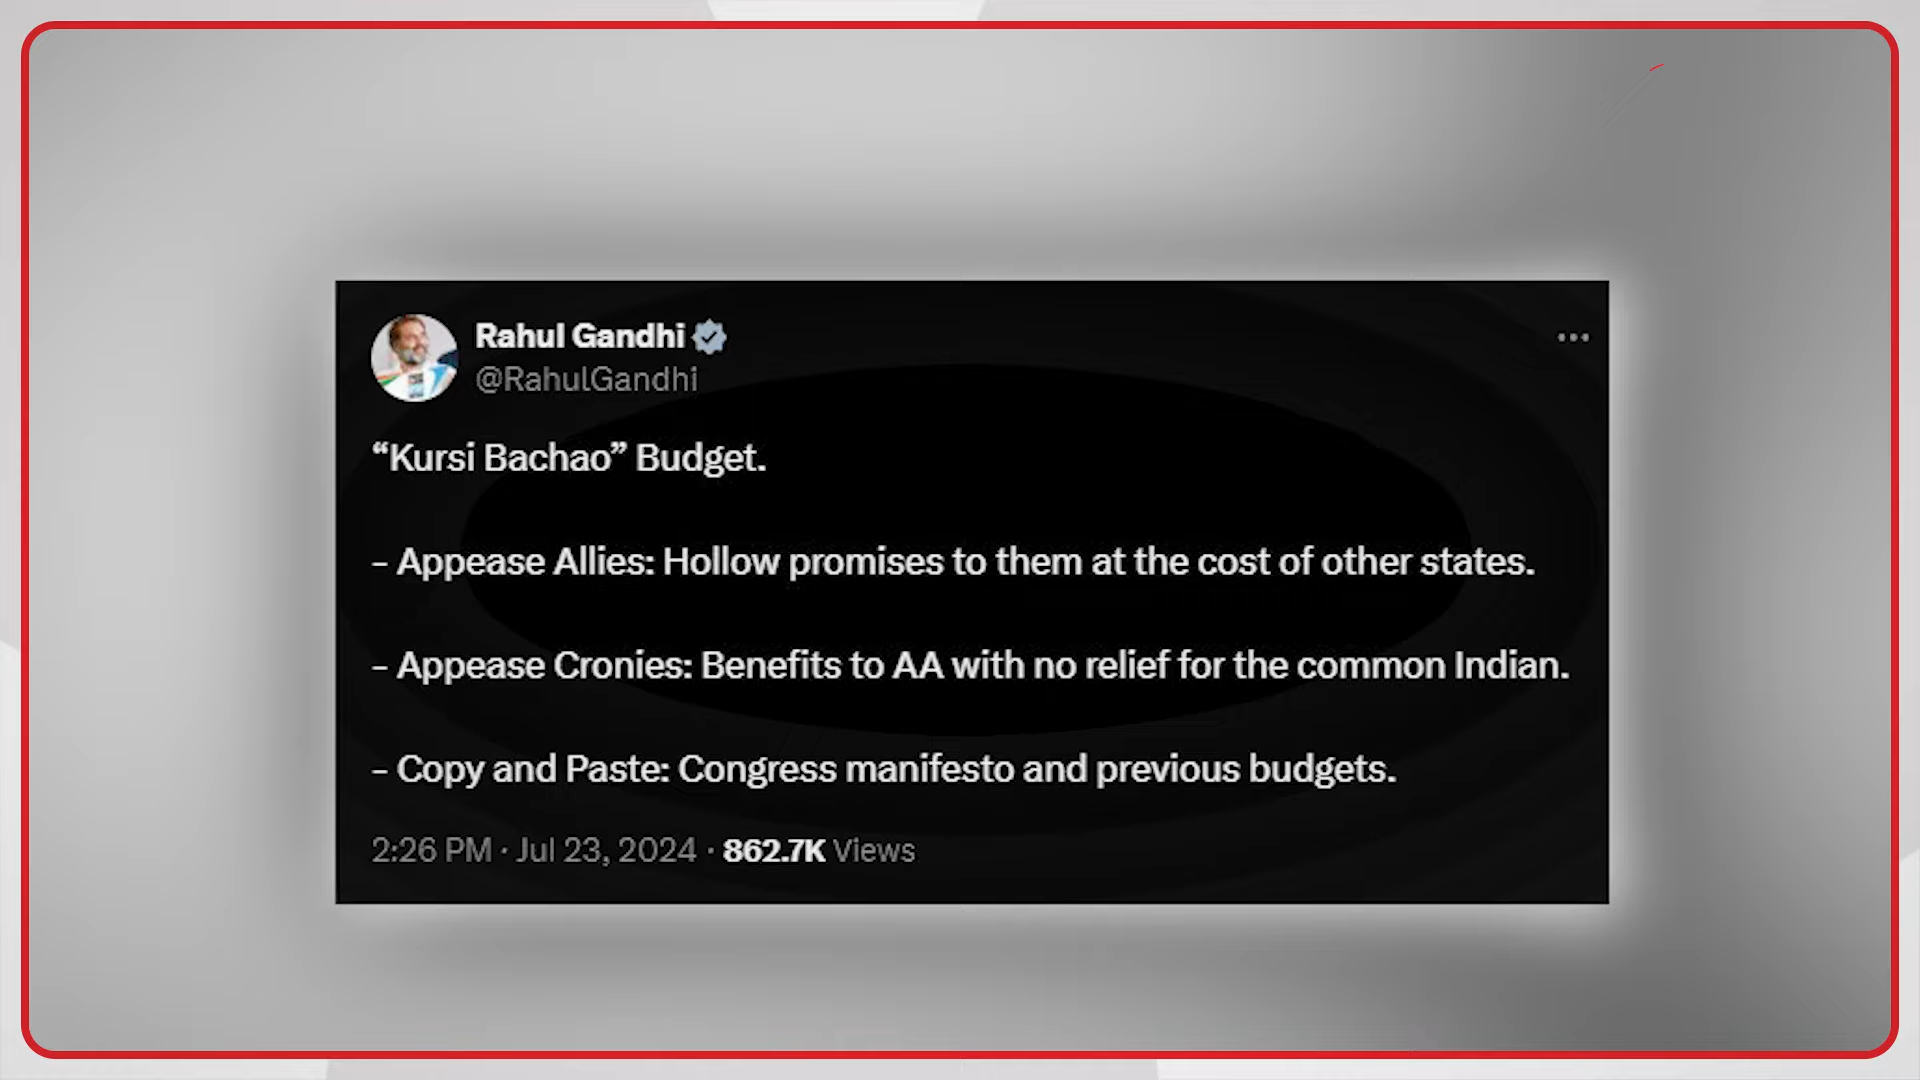 Rahul Gandhi
@RahulGandhi
“Kursi Bachao” Budget.
– Appease Allies: Hollow promises to them at the cost of other states.
– Appease Cronies: Benefits to AA with no relief for the common Indian.
– Copy and Paste: Congress manifesto and previous budgets.
2:26 PM · Jul 23, 2024 · 862.7K Views